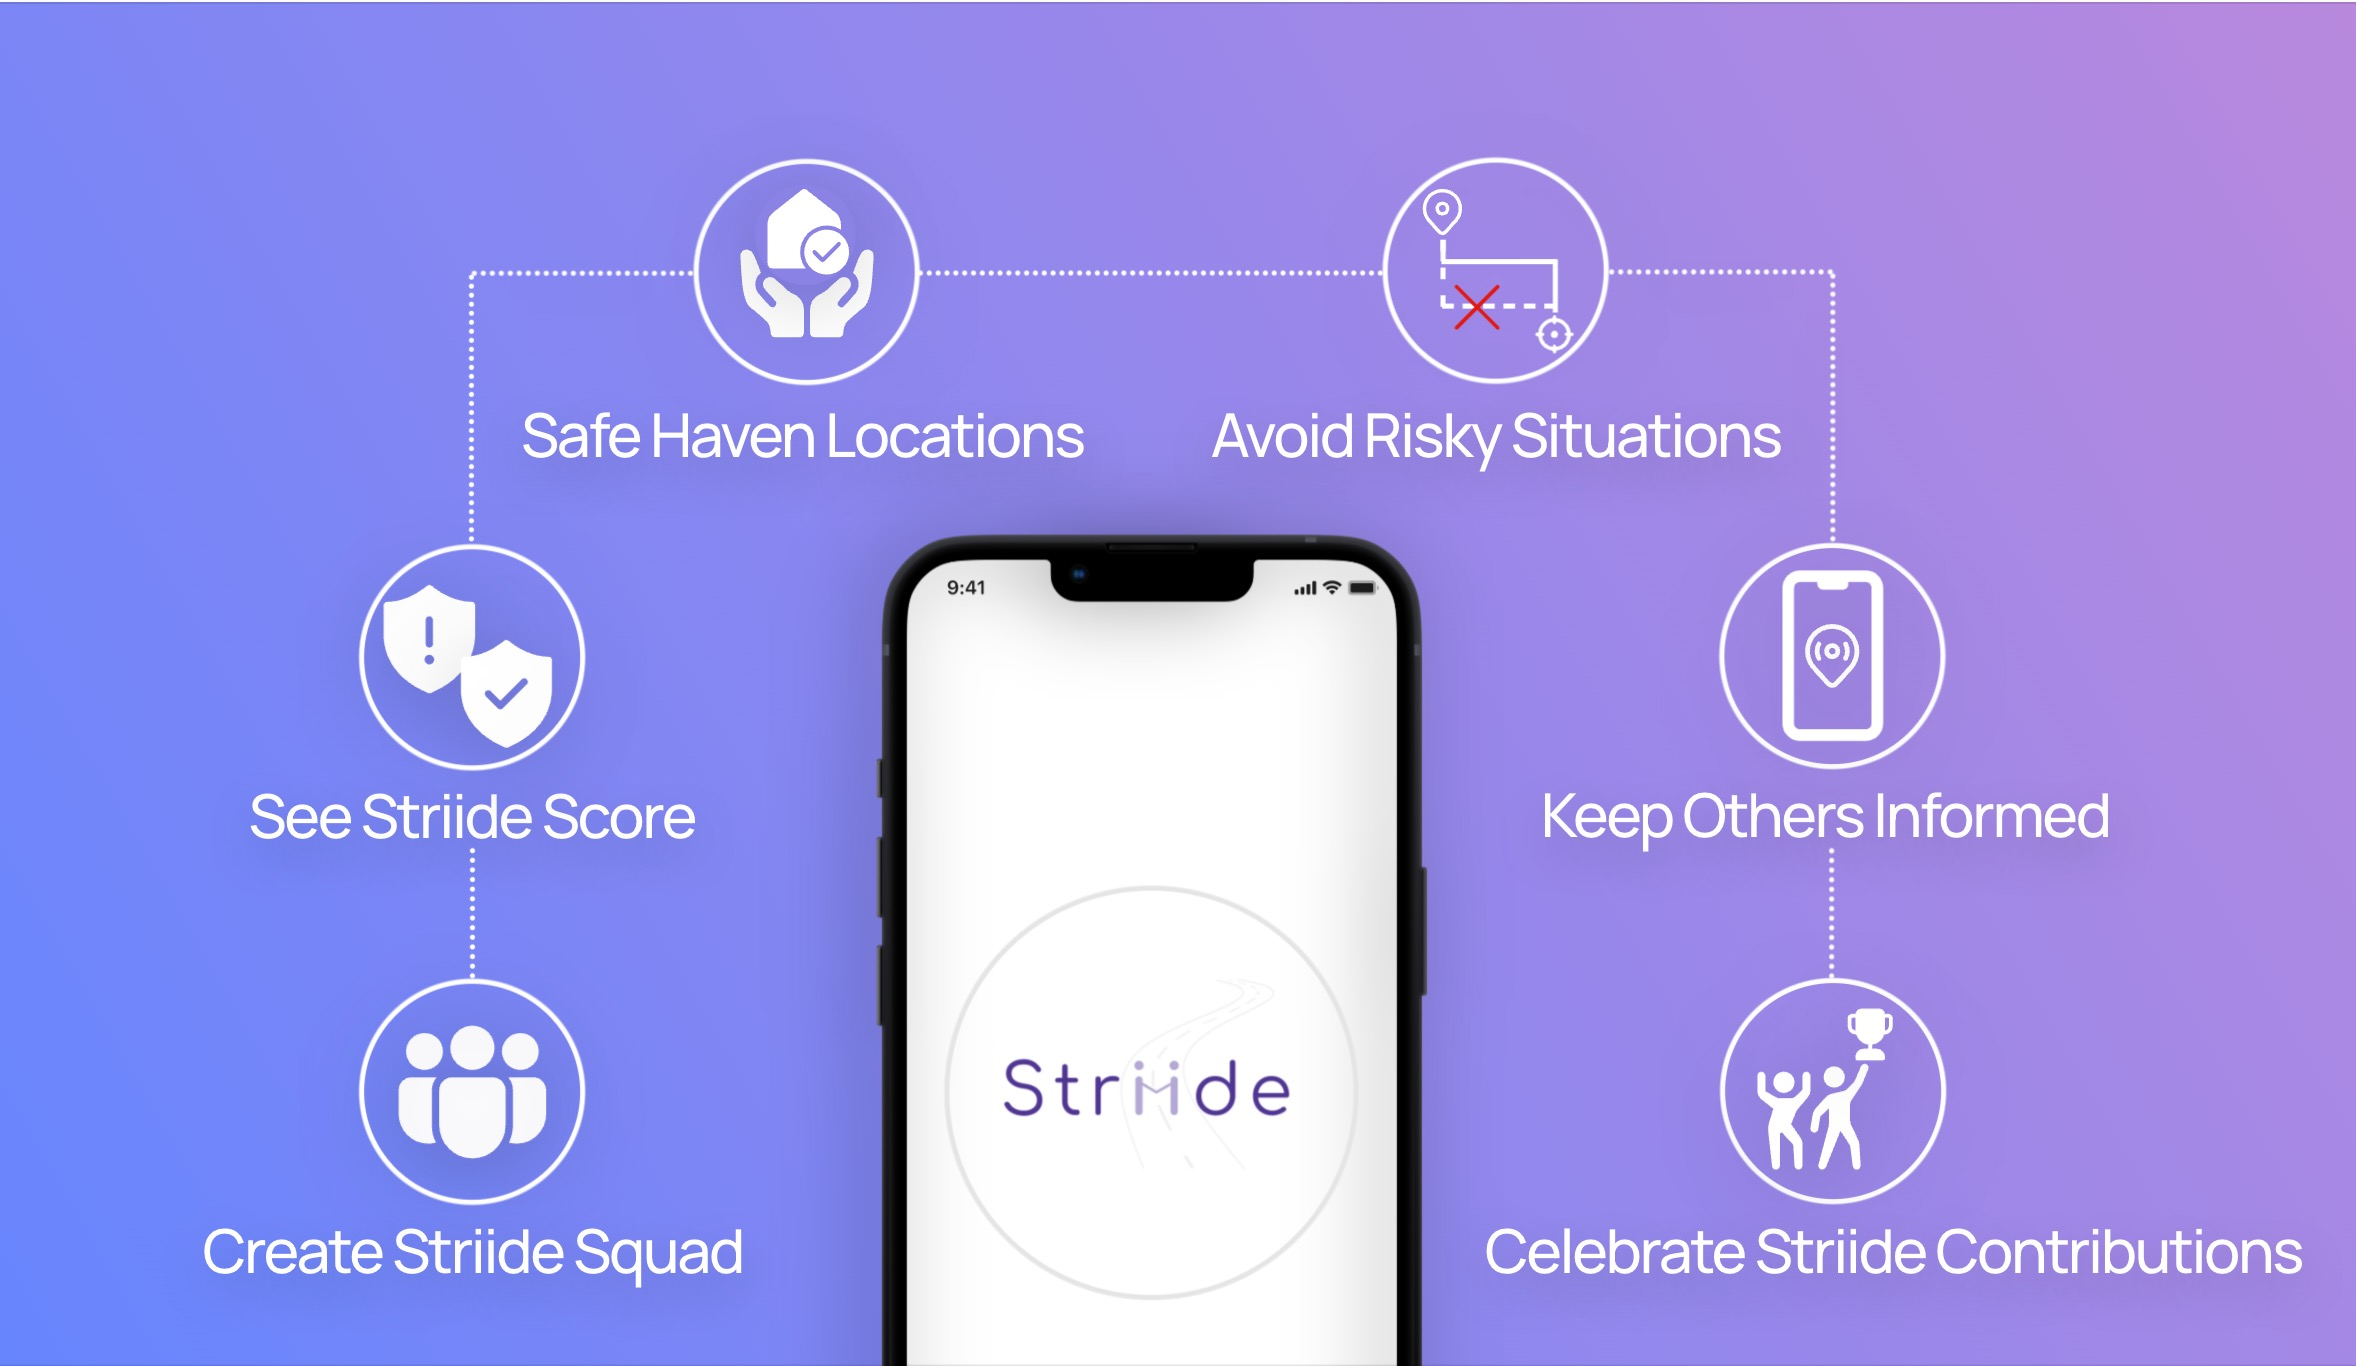 Safe Haven Locations
Avoid Risky Situations
9:41
See Striide Score
Keep Others Informed
Striide
Create Striide Squad
Celebrate Striide Contributions